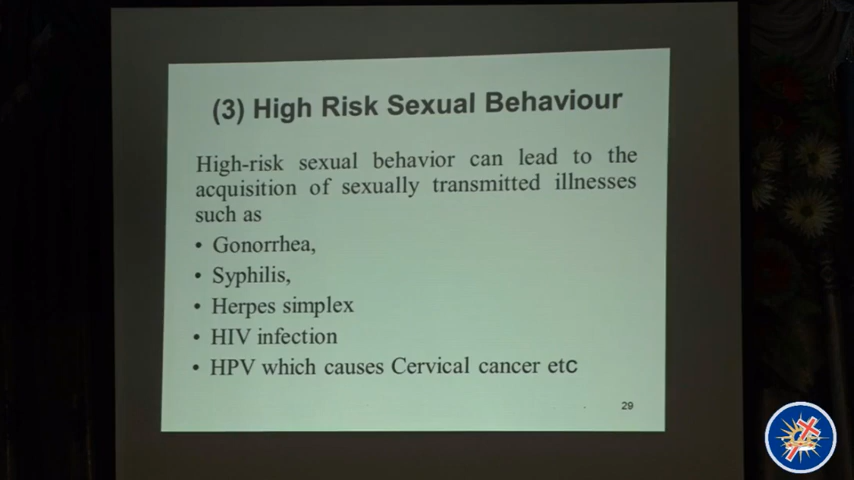 (3) High Risk Sexual Behaviour
High-risk sexual behavior can lead to the
acquisition of sexually transmitted illnesses
such as
• Gonorrhea,
• Syphilis,
• Herpes simplex
• HIV infection
• HPV which causes Cervical cancer etc
29